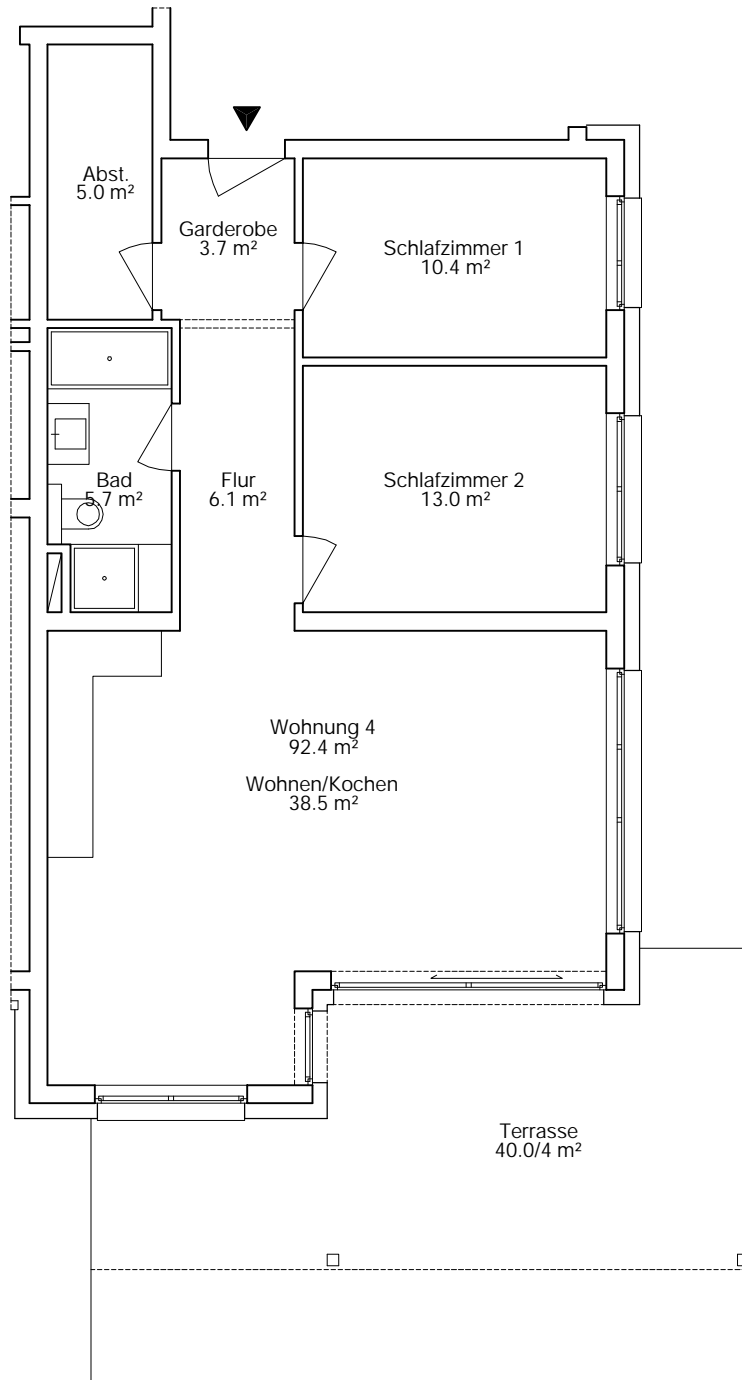 Abst.
5.0 m²
Garderobe
3.7 m²
Schlafzimmer 1
10.4 m²
Bad
5.7 m²
Flur
6.1 m²
Schlafzimmer 2
13.0 m²
Wohnung 4
92.4 m²
Wohnen/Kochen
38.5 m²
Terrasse
40.0/4 m²